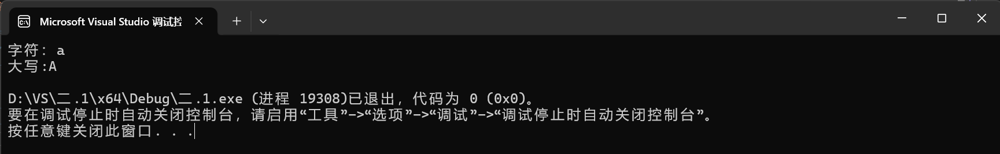 Microsoft Visual Studio 调试控
字符: a
大写:A
D:\VS\二.1\x64\Debug\二.1.exe (进程 19308)已退出，代码为 0 (0x0)。
要在调试停止时自动关闭控制台，请启用“工具”->“选项”->“调试”->“调试停止时自动关闭控制台”。
按任意键关闭此窗口. . .